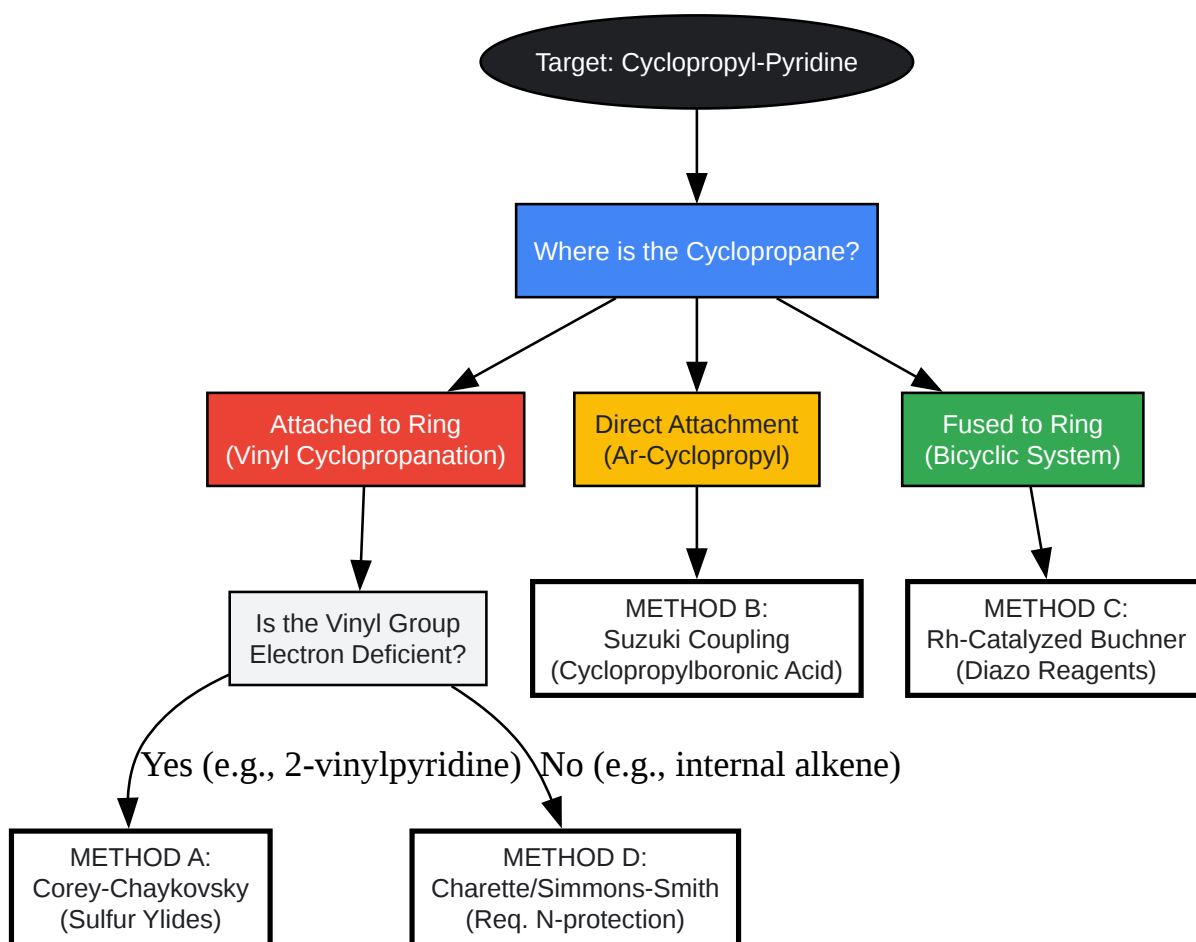 Target: Cyclopropyl-Pyridine
Where is the Cyclopropane?
Attached to Ring
(Vinyl Cyclopropanation)
Direct Attachment
(Ar-Cyclopropyl)
Fused to Ring
(Bicyclic System)
Is the Vinyl Group
Electron Deficient?
METHOD B:
Suzuki Coupling
(Cyclopropylboronic Acid)
METHOD C:
Rh-Catalyzed Buchner
(Diazo Reagents)
Yes (e.g., 2-vinylpyridine)
No (e.g., internal alkene)
METHOD A:
Corey-Chaykovsky
(Sulfur Ylides)
METHOD D:
Charette/Simmons-Smith
(Req. N-protection)